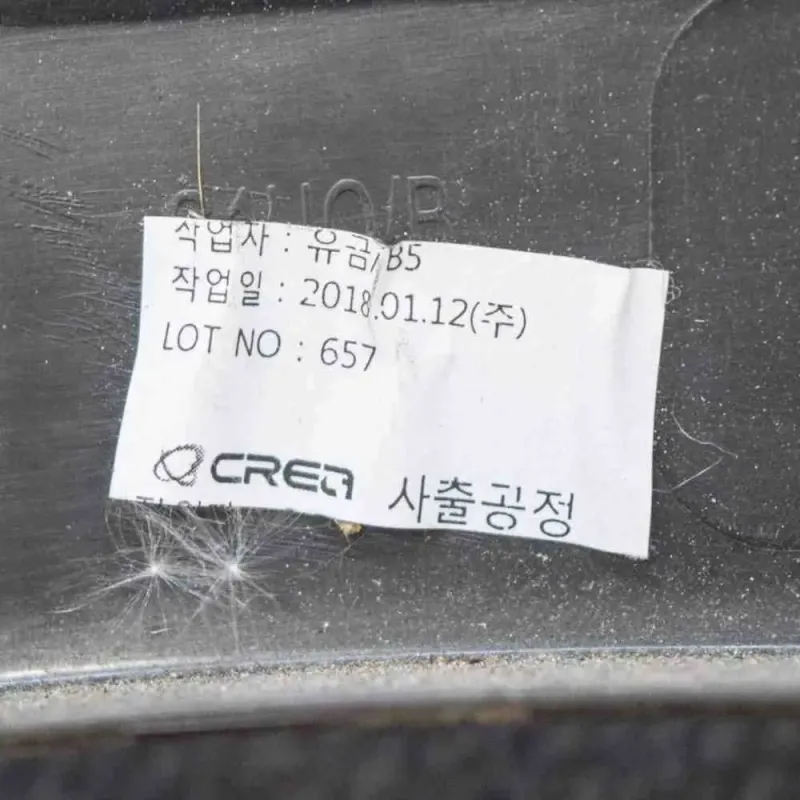 작업자 : 유금/B5
작업일 : 2018.01.12(주)
LOT NO : 657
CREA 사출공정